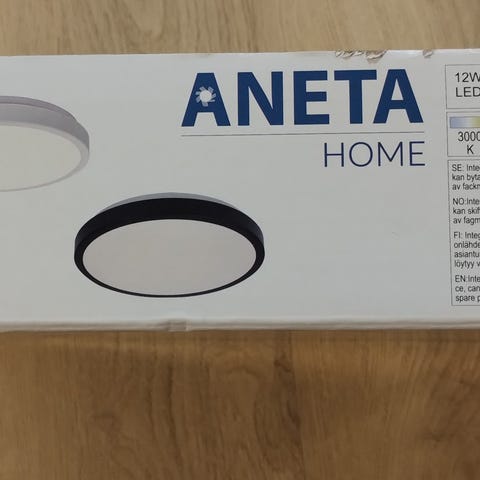 ANETA
HOME
12W
LED
3000
K
SE: Inte
kan byta
av fackm
NO:Inte
kan skif
av fagm
FI: Integ
onlähde
asiantu
löytyy v
EN:Inte
ce, can
spare p